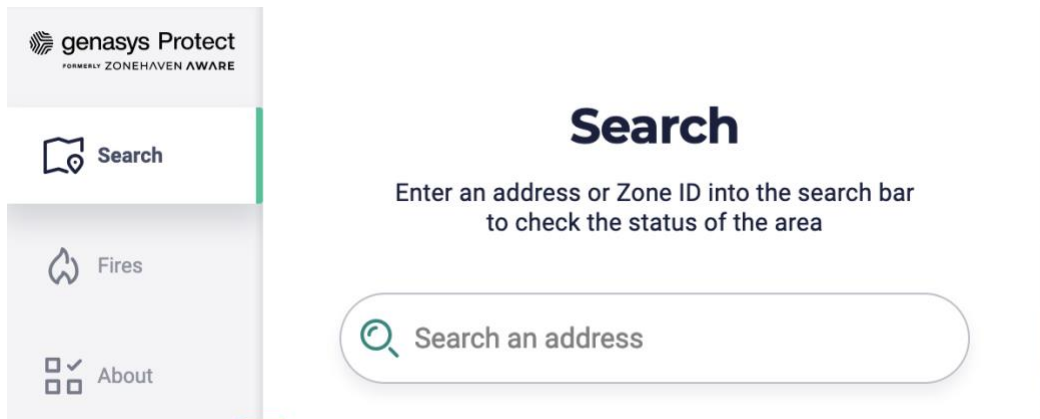 genasys Protect
FORMERLY ZONEHAVEN AWARE
Search
Fires
About
Search
Enter an address or Zone ID into the search bar
to check the status of the area
Search an address